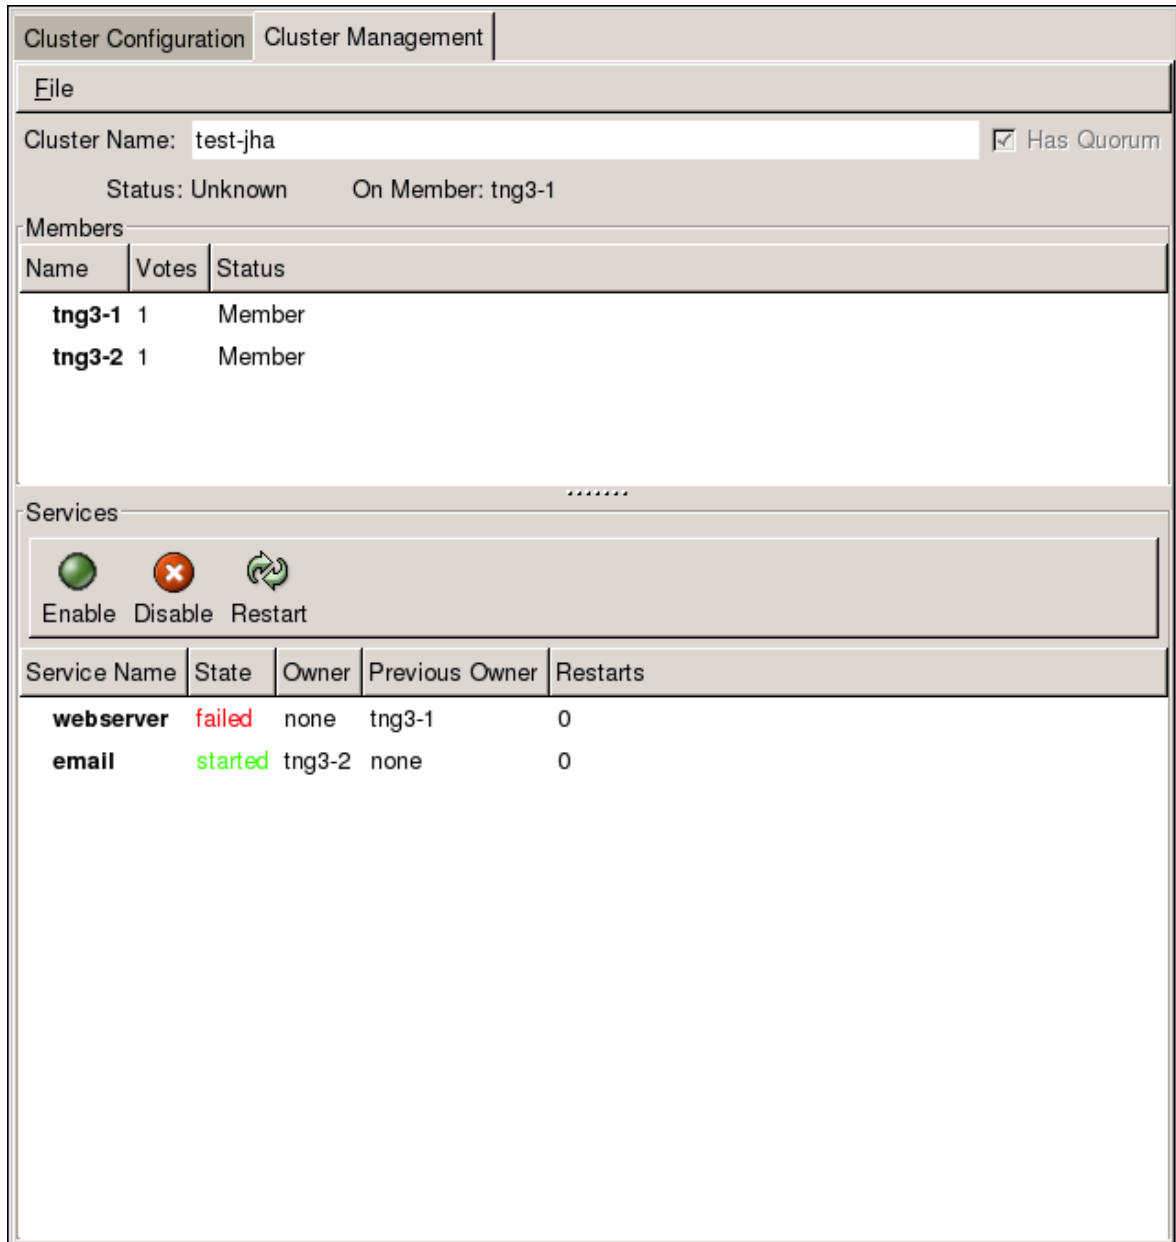 Cluster Configuration Cluster Management
File
Cluster Name: test-jha Has Quorum
Status: Unknown On Member: tng3-1
Members
Name Votes Status
tng3-1 1 Member
tng3-2 1 Member
Services
Enable Disable Restart
Service Name State Owner Previous Owner Restarts
webserver failed none tng3-1 0
email started tng3-2 none 0